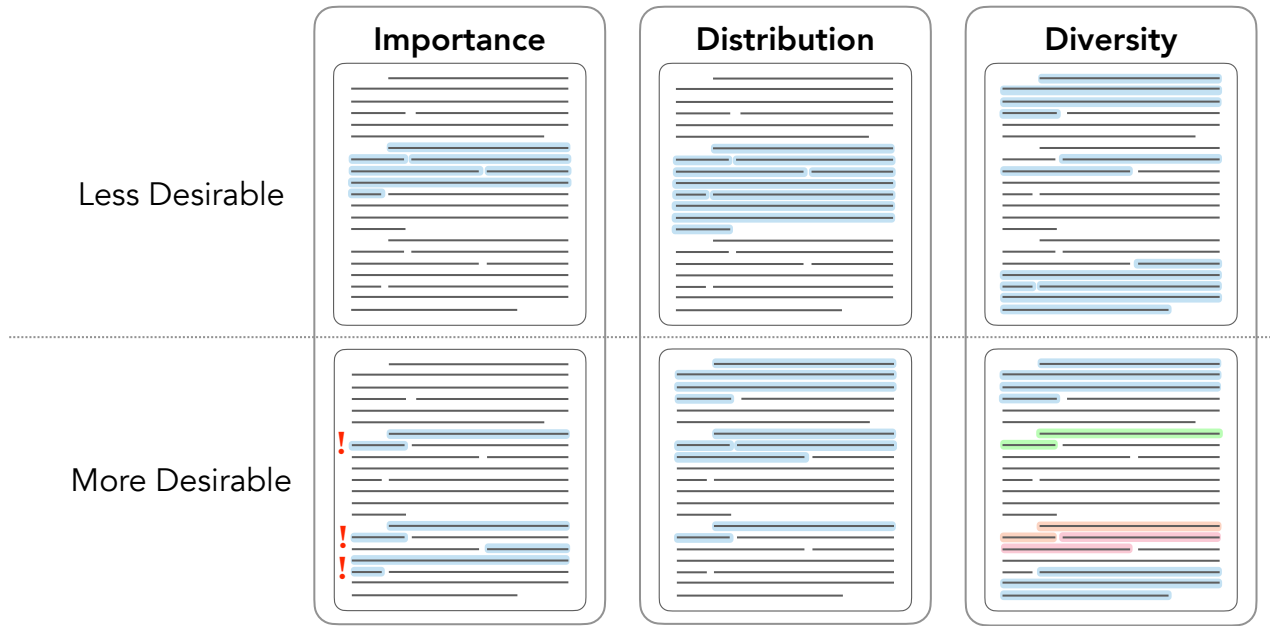 Importance
Distribution
Diversity
Less Desirable
More Desirable
!
!
!